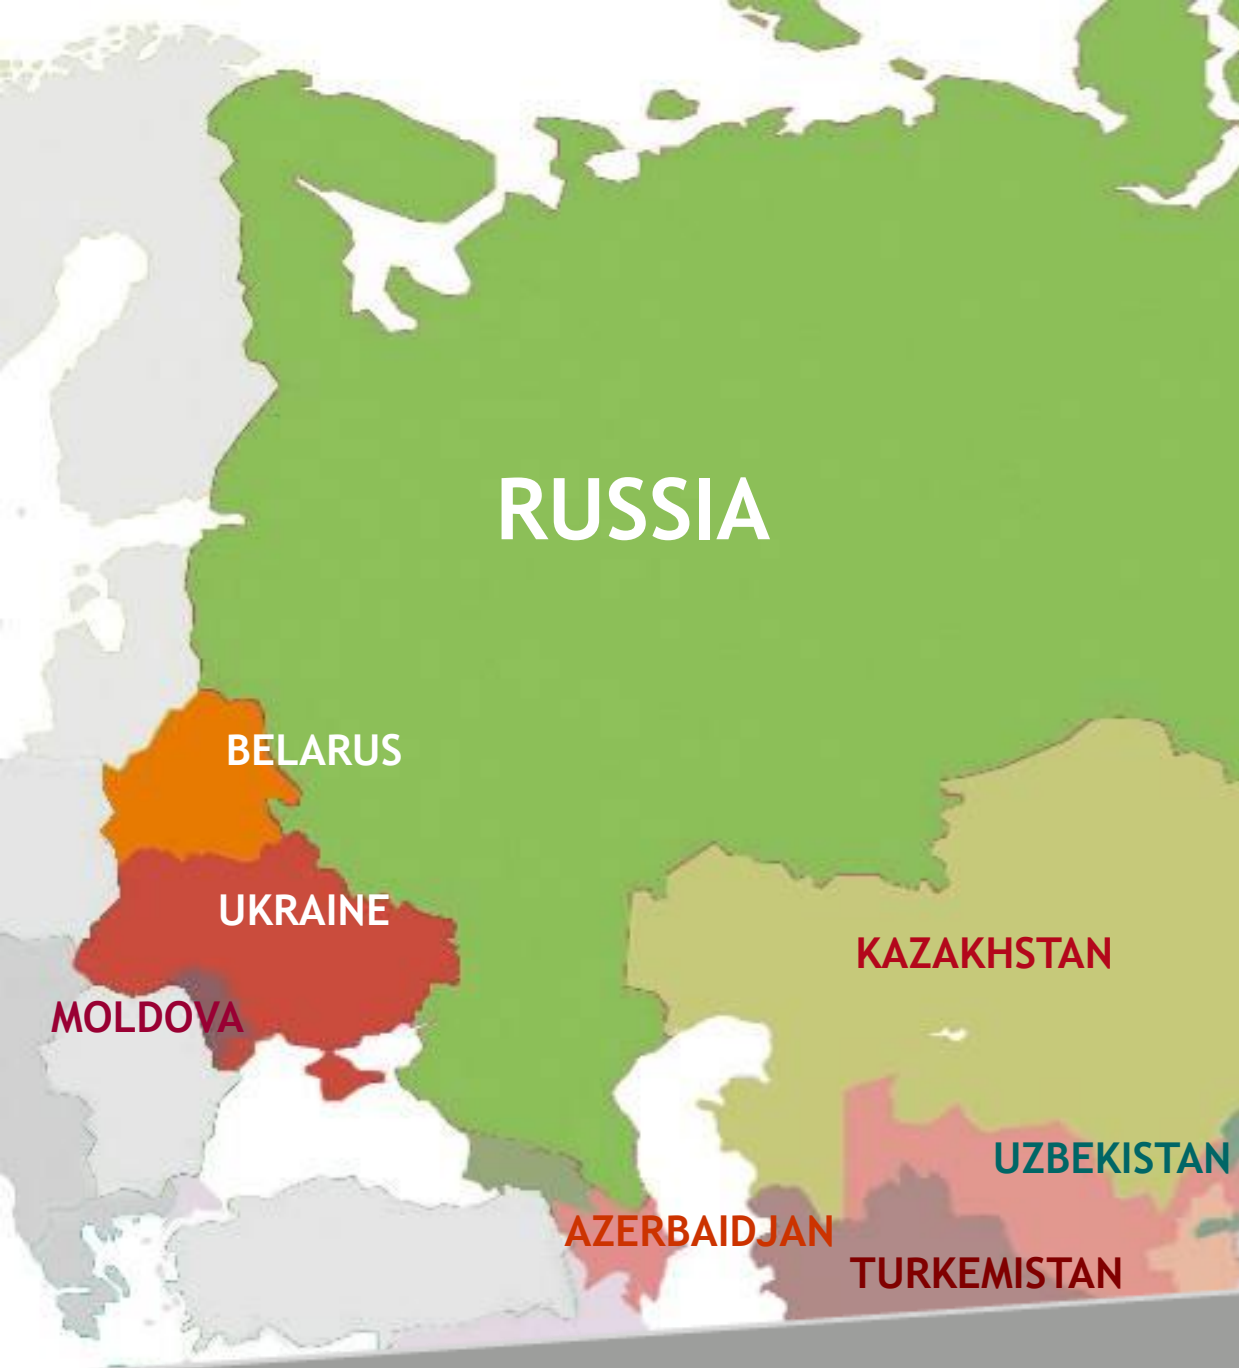 RUSSIA
BELARUS
UKRAINE
KAZAKHSTAN
MOLDOVA
UZBEKISTAN
AZERBAIDJAN
TURKEMISTAN